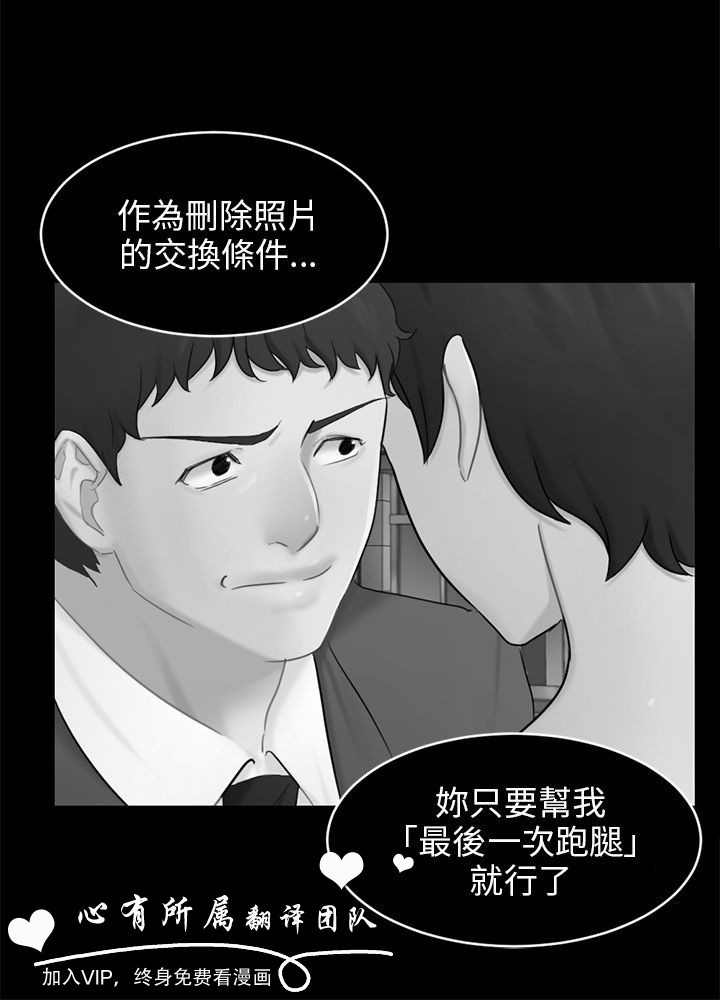 作為刪除照片
的交換條件...
妳只要幫我
「最後一次跑腿」
就行了
心有所属翻译团队
加入VIP，终身免费看漫画